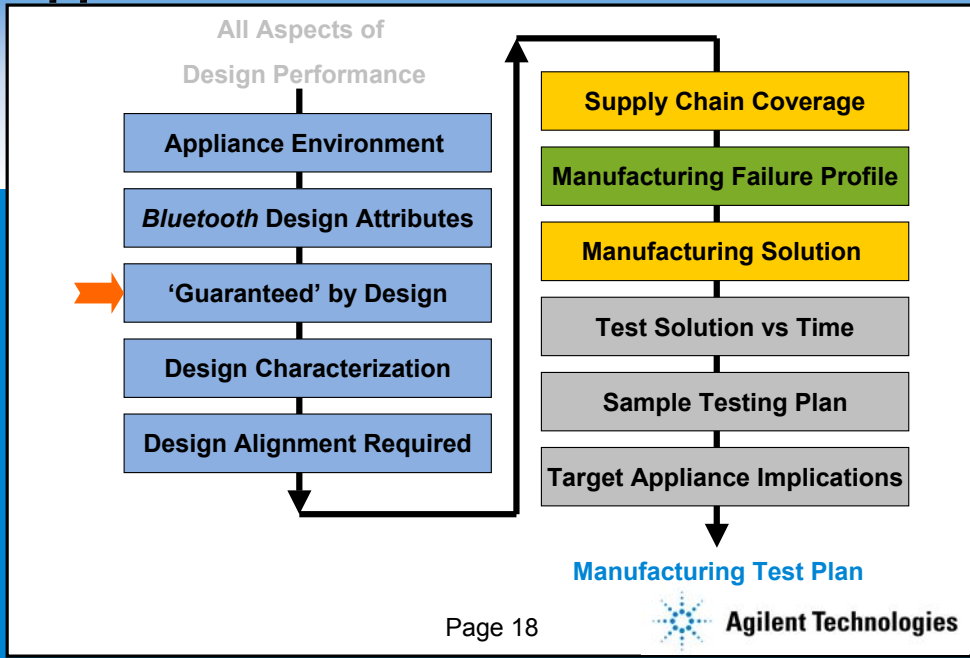 All Aspects of
Design Performance
Appliance Environment
Bluetooth Design Attributes
‘Guaranteed’ by Design
Design Characterization
Design Alignment Required
Supply Chain Coverage
Manufacturing Failure Profile
Manufacturing Solution
Test Solution vs Time
Sample Testing Plan
Target Appliance Implications
Manufacturing Test Plan
Page 18
Agilent Technologies